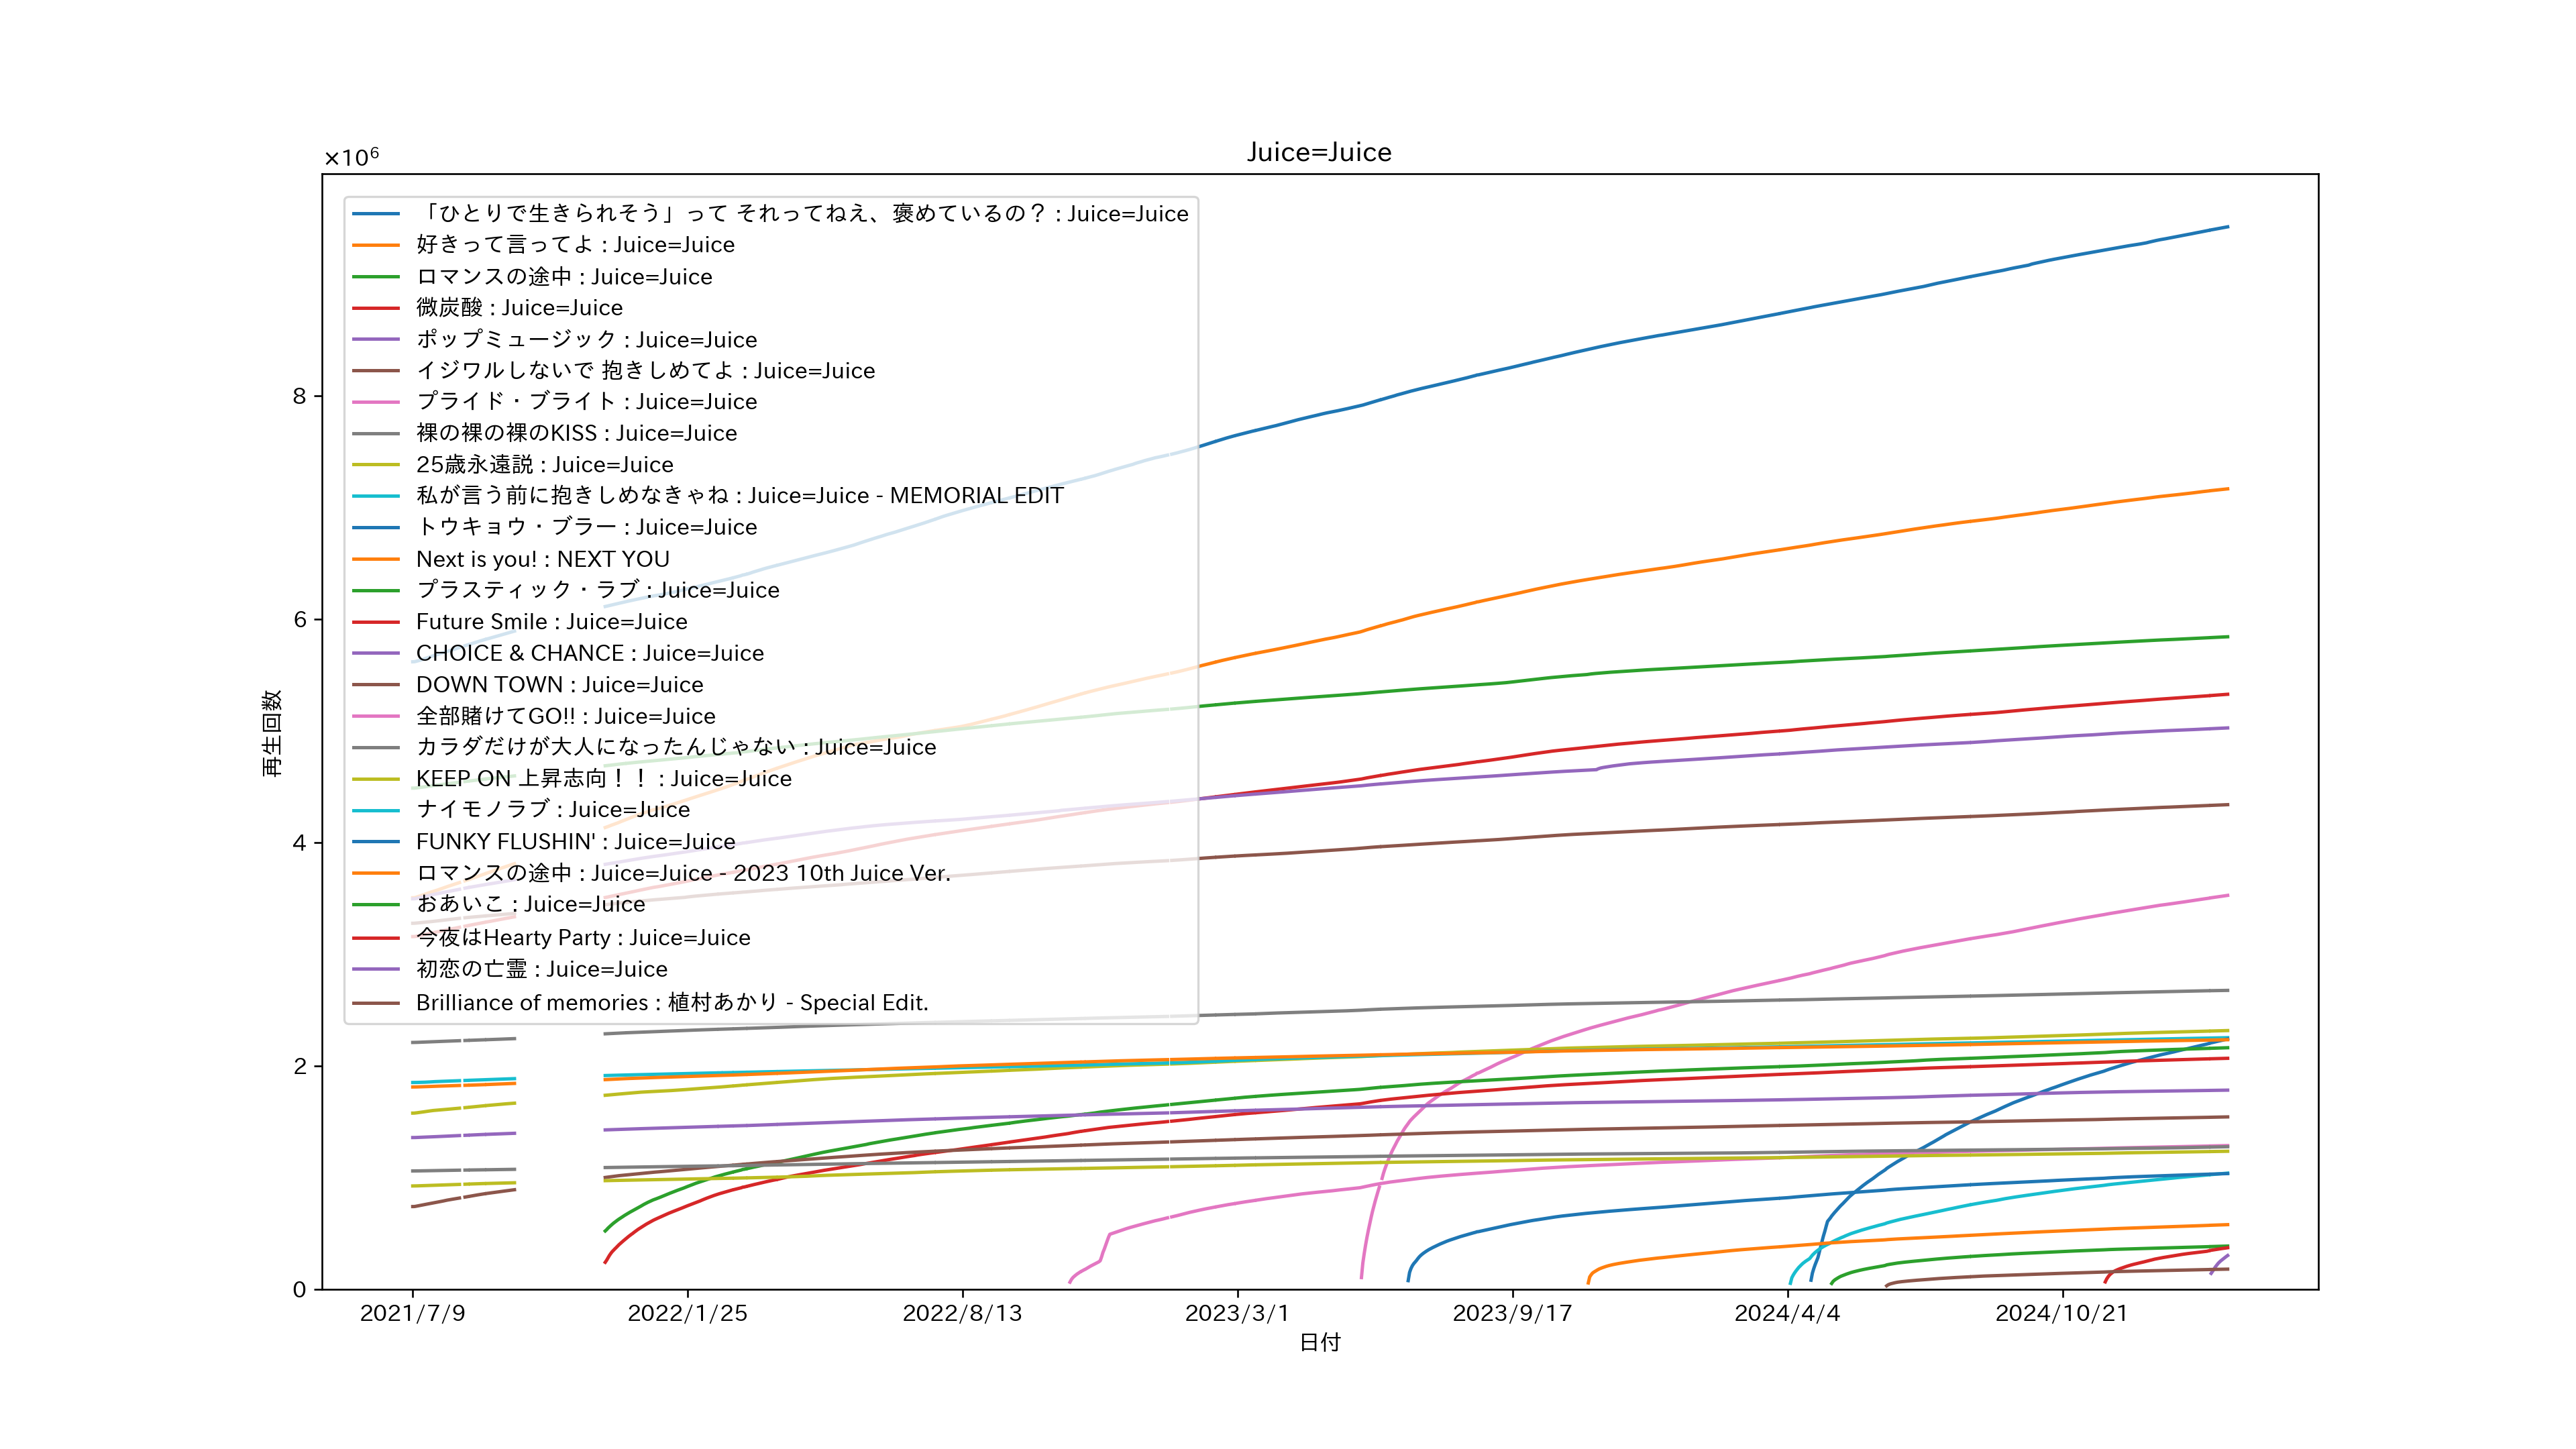 Juice=Juice
×10⁶
「ひとりで生きられそう」って それってねえ、褒めているの？ : Juice=Juice
好きって言ってよ : Juice=Juice
ロマンスの途中 : Juice=Juice
微炭酸 : Juice=Juice
ポップミュージック : Juice=Juice
イジワルしないで 抱きしめてよ : Juice=Juice
プライド・ブライト : Juice=Juice
裸の裸の裸のKISS : Juice=Juice
25歳永遠説 : Juice=Juice
私が言う前に抱きしめなきゃね : Juice=Juice - MEMORIAL EDIT
トウキョウ・ブラー : Juice=Juice
Next is you! : NEXT YOU
プラスティック・ラブ : Juice=Juice
Future Smile : Juice=Juice
CHOICE & CHANCE : Juice=Juice
DOWN TOWN : Juice=Juice
全部賭けてGO!! : Juice=Juice
カラダだけが大人になったんじゃない : Juice=Juice
KEEP ON 上昇志向！！ : Juice=Juice
ナイモノラブ : Juice=Juice
FUNKY FLUSHIN' : Juice=Juice
ロマンスの途中 : Juice=Juice - 2023 10th Juice Ver.
おあいこ : Juice=Juice
今夜はHearty Party : Juice=Juice
初恋の亡霊 : Juice=Juice
Brilliance of memories : 植村あかり - Special Edit.
8
6
4
2
0
再生回数
2021/7/9
2022/1/25
2022/8/13
2023/3/1
2023/9/17
2024/4/4
2024/10/21
日付